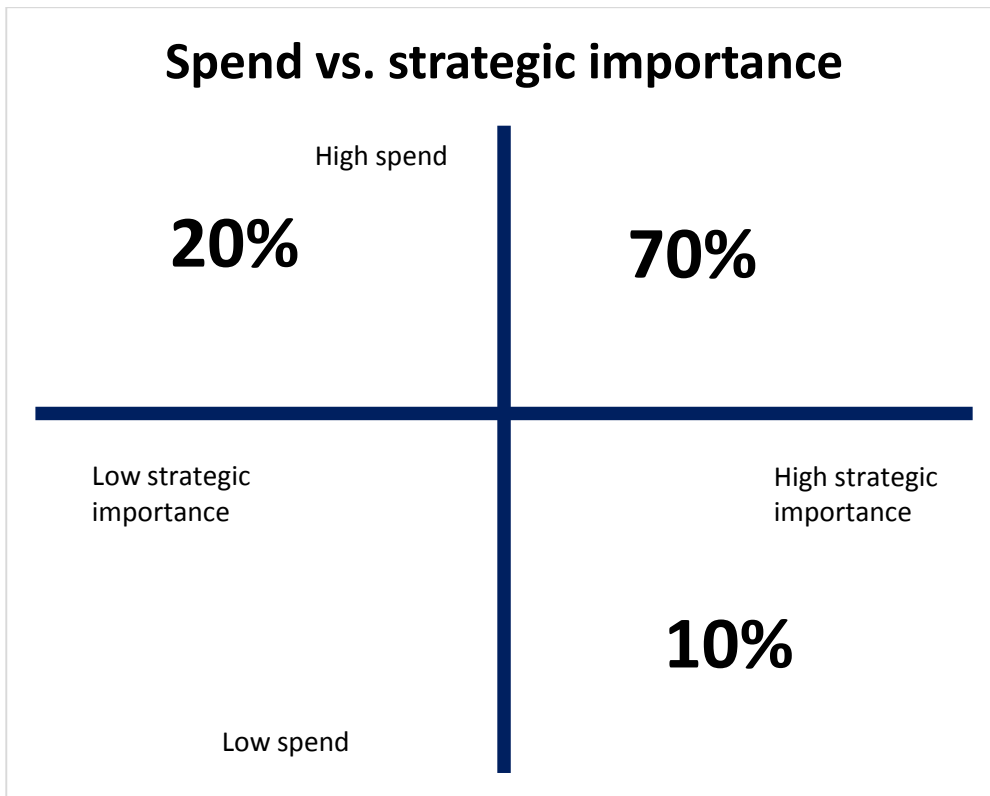 Spend vs. strategic importance
High spend
20%
70%
Low strategic
importance
High strategic
importance
10%
Low spend